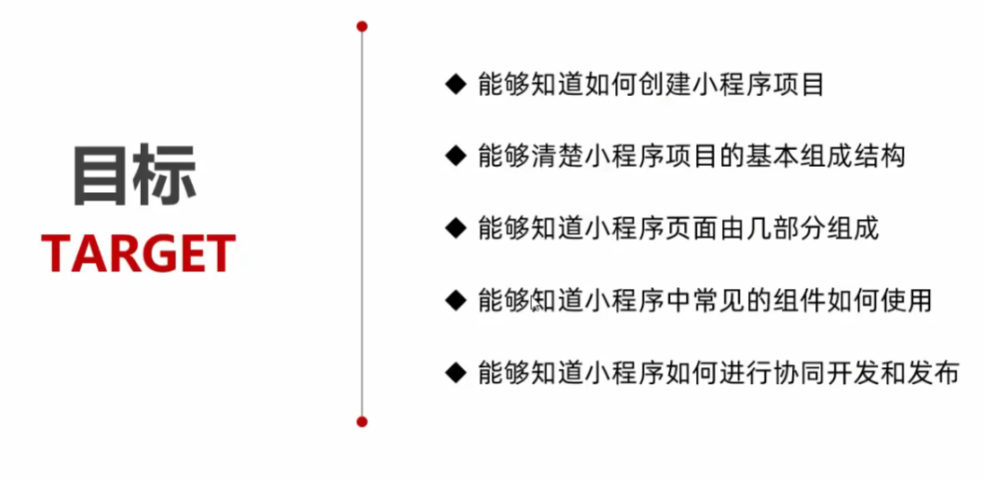 目标
TARGET
◆ 能够知道如何创建小程序项目
◆ 能够清楚小程序项目的基本组成结构
◆ 能够知道小程序页面由几部分组成
◆ 能够知道小程序中常见的组件如何使用
◆ 能够知道小程序如何进行协同开发和发布